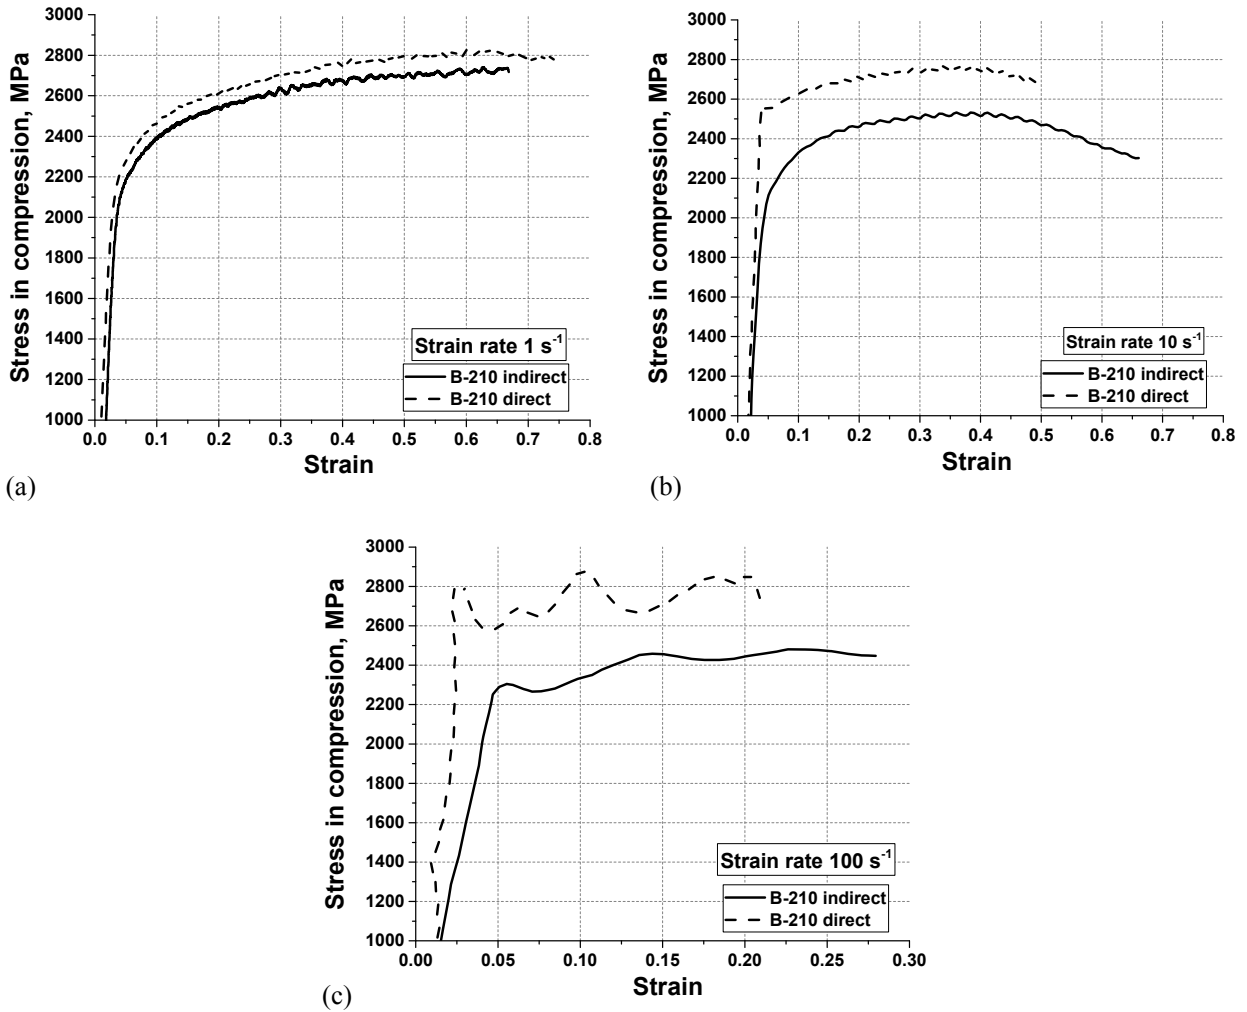 Stress in compression, MPa
3000
2800
2600
2400
2200
2000
1800
1600
1400
1200
1000
0.0 0.1 0.2 0.3 0.4 0.5 0.6 0.7 0.8
Strain
Strain rate 1 s-1
B-210 indirect
B-210 direct
(a)
Stress in compression, MPa
3000
2800
2600
2400
2200
2000
1800
1600
1400
1200
1000
0.0 0.1 0.2 0.3 0.4 0.5 0.6 0.7 0.8
Strain
Strain rate 10 s-1
B-210 indirect
B-210 direct
(b)
Stress in compression, MPa
3000
2800
2600
2400
2200
2000
1800
1600
1400
1200
1000
0.00 0.05 0.10 0.15 0.20 0.25 0.30
Strain
Strain rate 100 s-1
B-210 indirect
B-210 direct
(c)